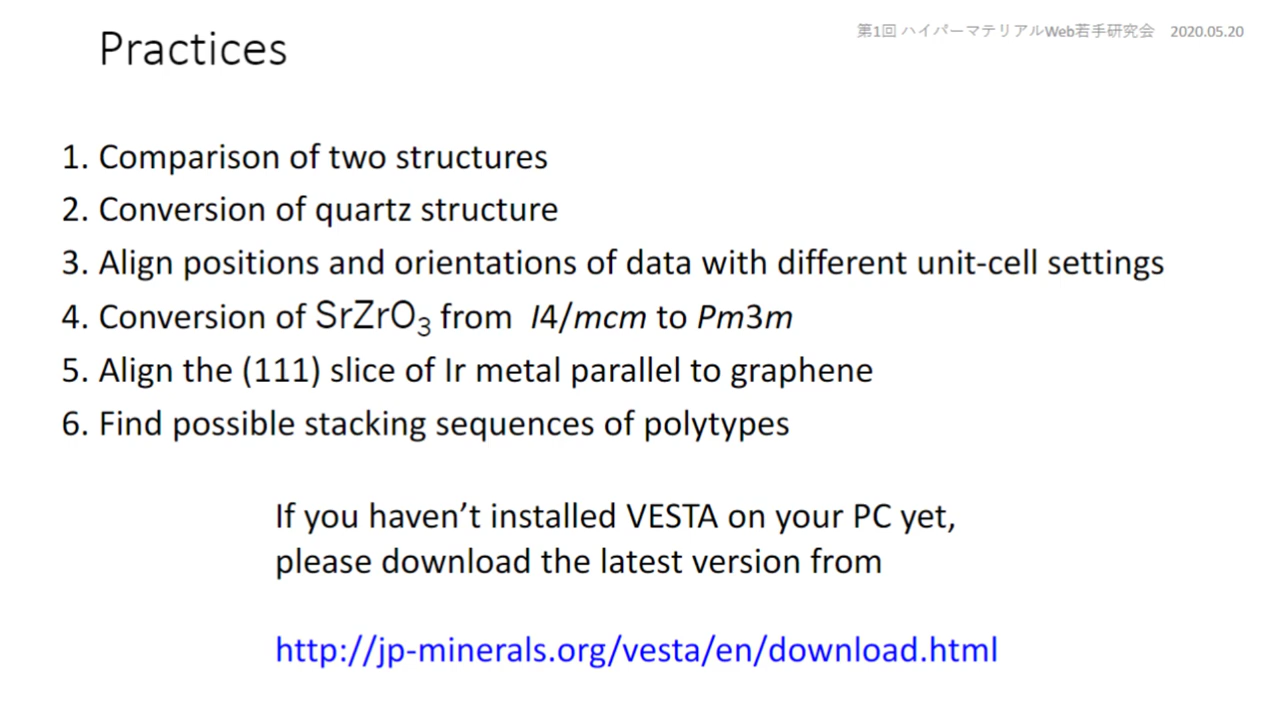 Practices
第1回 ハイパーマテリアルWeb若手研究会 2020.05.20
1. Comparison of two structures
2. Conversion of quartz structure
3. Align positions and orientations of data with different unit-cell settings
4. Conversion of SrZrO₃ from I4/mcm to Pm3m
5. Align the (111) slice of Ir metal parallel to graphene
6. Find possible stacking sequences of polytypes
If you haven’t installed VESTA on your PC yet,
please download the latest version from
http://jp-minerals.org/vesta/en/download.html